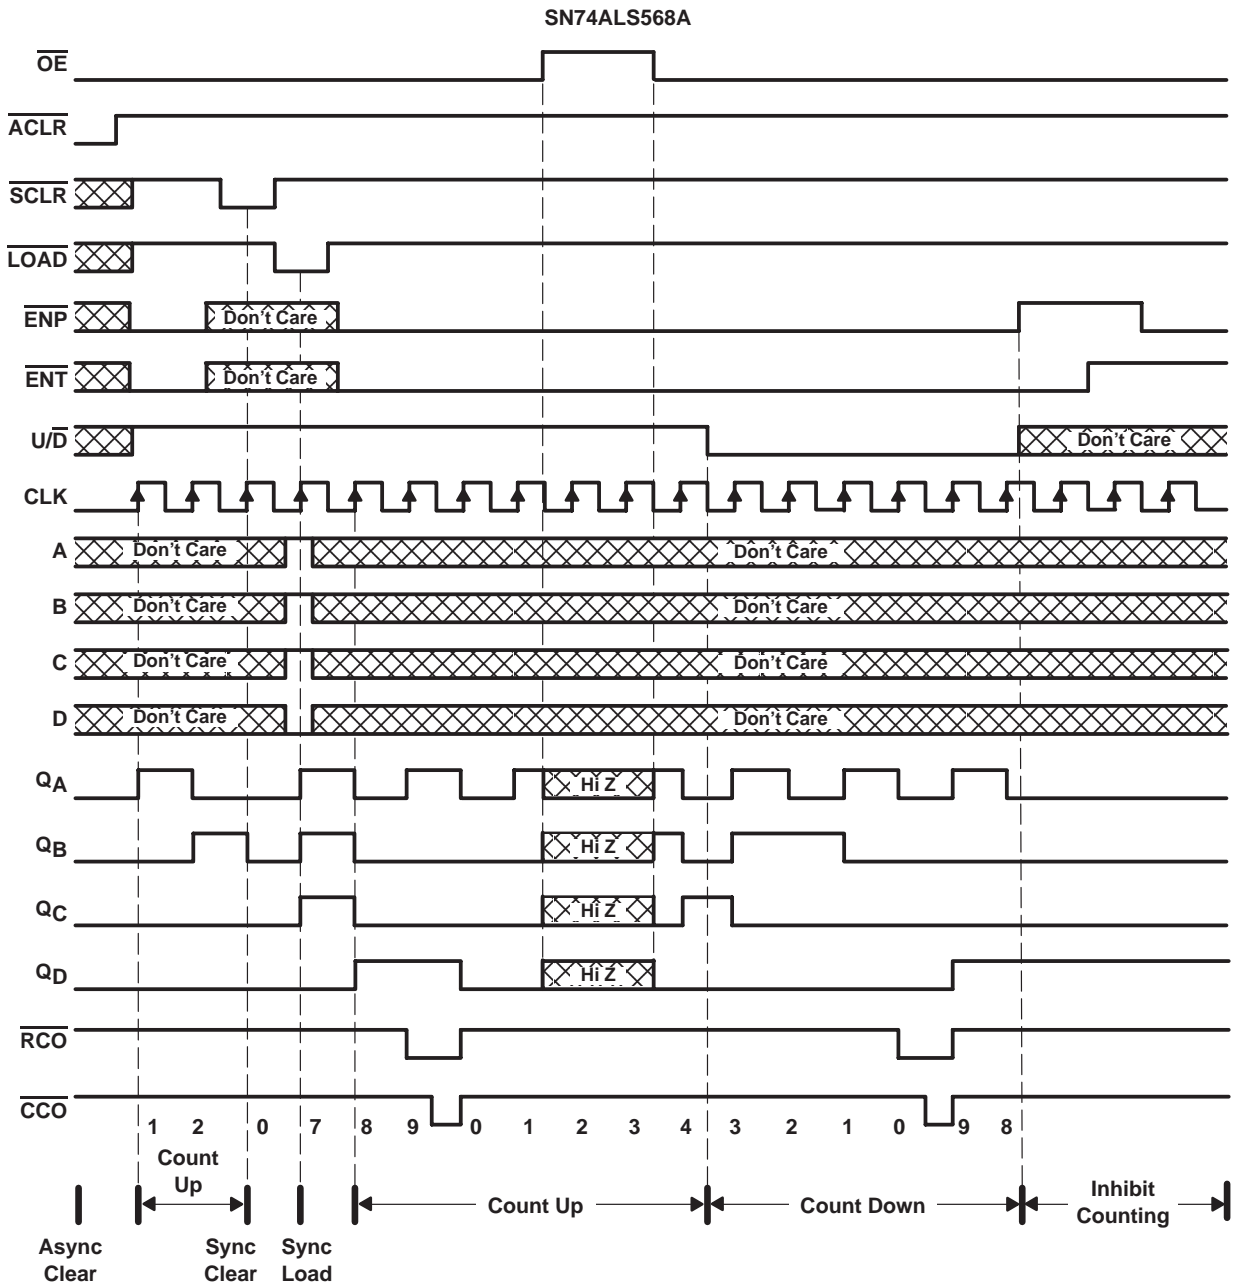 SN74ALS568A
OE
ACLR
SCLR
LOAD
ENP Don't Care
ENT Don't Care
U/D Don't Care
CLK
A Don't Care Don't Care
B Don't Care Don't Care
C Don't Care Don't Care
D Don't Care Don't Care
QA Hi Z
QB Hi Z
QC Hi Z
QD Hi Z
RCO
CCO
1 2 0 7 8 9 0 1 2 3 4 3 2 1 0 9 8
Count
Up
Count Up
Count Down
Inhibit
Counting
Async
Clear
Sync
Clear
Sync
Load